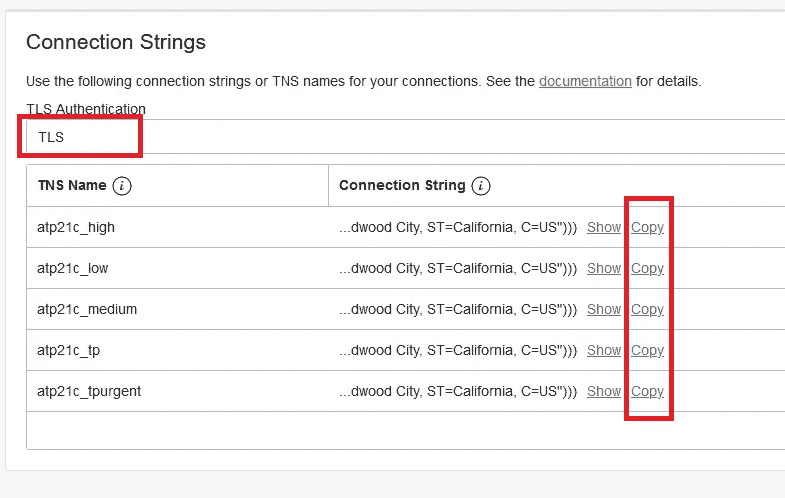 Connection Strings
Use the following connection strings or TNS names for your connections. See the documentation for details.
TLS Authentication
TLS
TNS Name i Connection String i
atp21c_high ...dwood City, ST=California, C=US"))) Show Copy
atp21c_low ...dwood City, ST=California, C=US"))) Show Copy
atp21c_medium ...dwood City, ST=California, C=US"))) Show Copy
atp21c_tp ...dwood City, ST=California, C=US"))) Show Copy
atp21c_tpurgent ...dwood City, ST=California, C=US"))) Show Copy